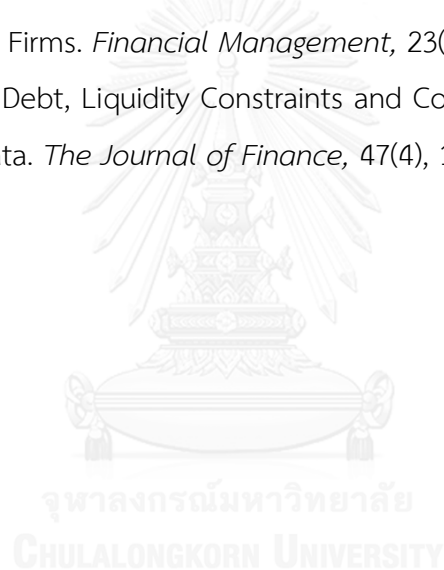 Firms. Financial Management, 23(
Debt, Liquidity Constraints and Co
ta. The Journal of Finance, 47(4), 1
จุฬาลงกรณ์มหาวิทยาลัย
CHULALONGKORN UNIVERSITY